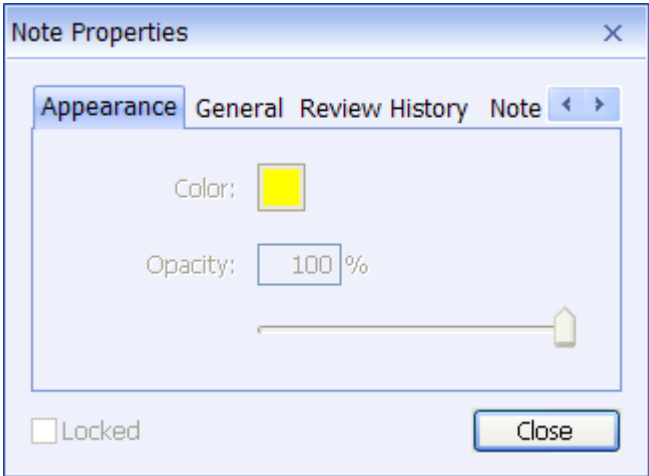 Note Properties
Appearance General Review History Note
Color:
Opacity: 100 %
Locked Close